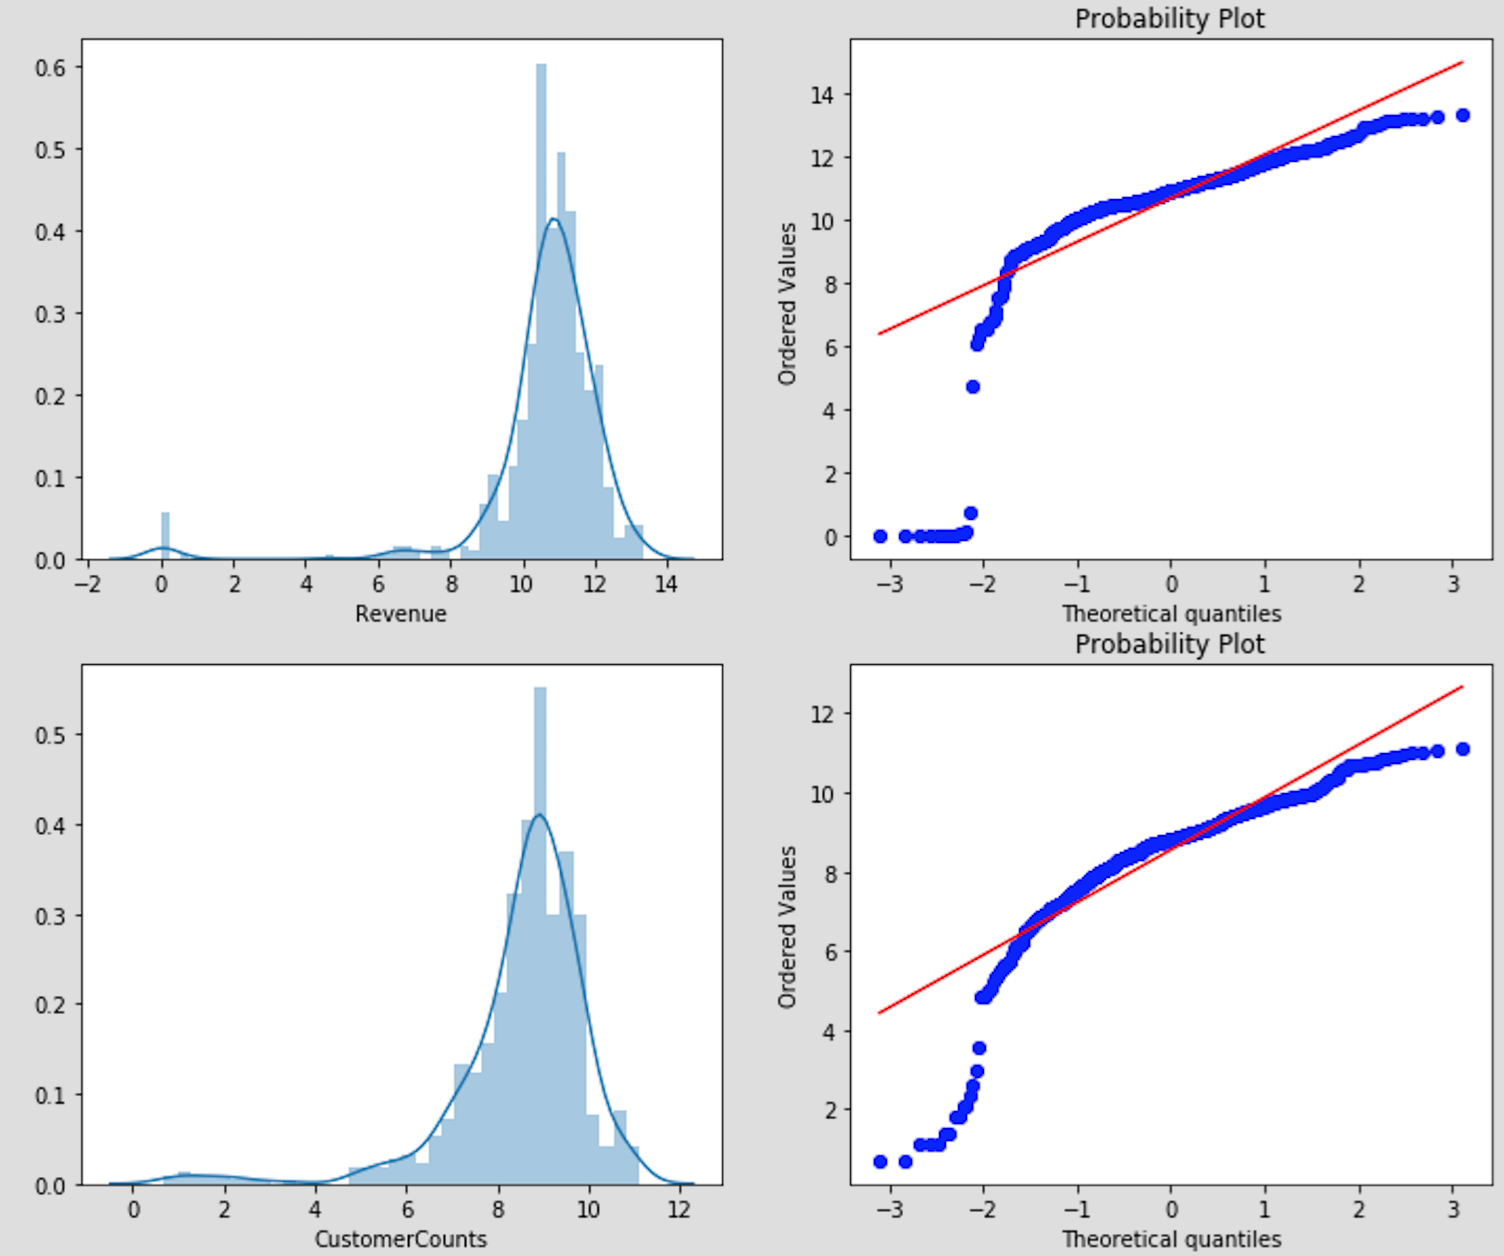 Probability Plot
0.6
0.5
0.4
0.3
0.2
0.1
0.0
−2 0 2 4 6 8 10 12 14
Revenue
Ordered Values
14
12
10
8
6
4
2
0
−3 −2 −1 0 1 2 3
Theoretical quantiles
Probability Plot
0.5
0.4
0.3
0.2
0.1
0.0
0 2 4 6 8 10 12
CustomerCounts
Ordered Values
12
10
8
6
4
2
−3 −2 −1 0 1 2 3
Theoretical quantiles